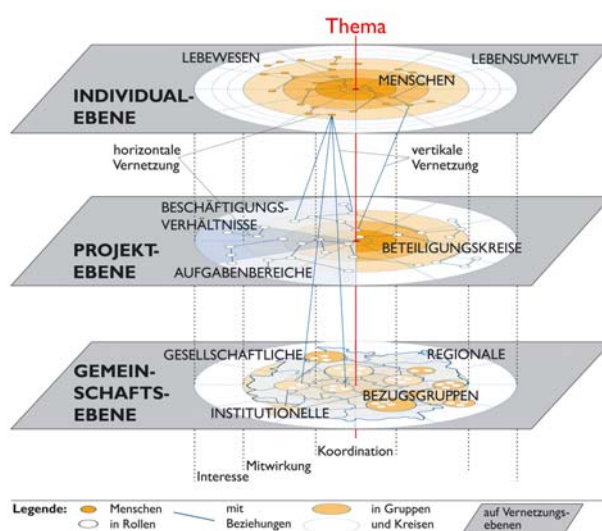 Thema
LEBEWESEN
LEBENSUMWELT
MENSCHEN
INDIVIDUAL-
EBENE
horizontale
Vernetzung
vertikale
Vernetzung
BESCHÄFTIGUNGS-
VERHÄLTNISSE
PROJEKT-
EBENE
BETEILIGUNGSKREISE
AUFGABENBEREICHE
GESELLSCHAFTLICHE
REGIONALE
GEMEIN-
SCHAFTS-
EBENE
BEZUGSGRUPPEN
INSTITUTIONELLE
Koordination
Mitwirkung
Interesse
Legende: Menschen mit in Gruppen auf Vernetzungs-
in Rollen Beziehungen und Kreisen ebenen